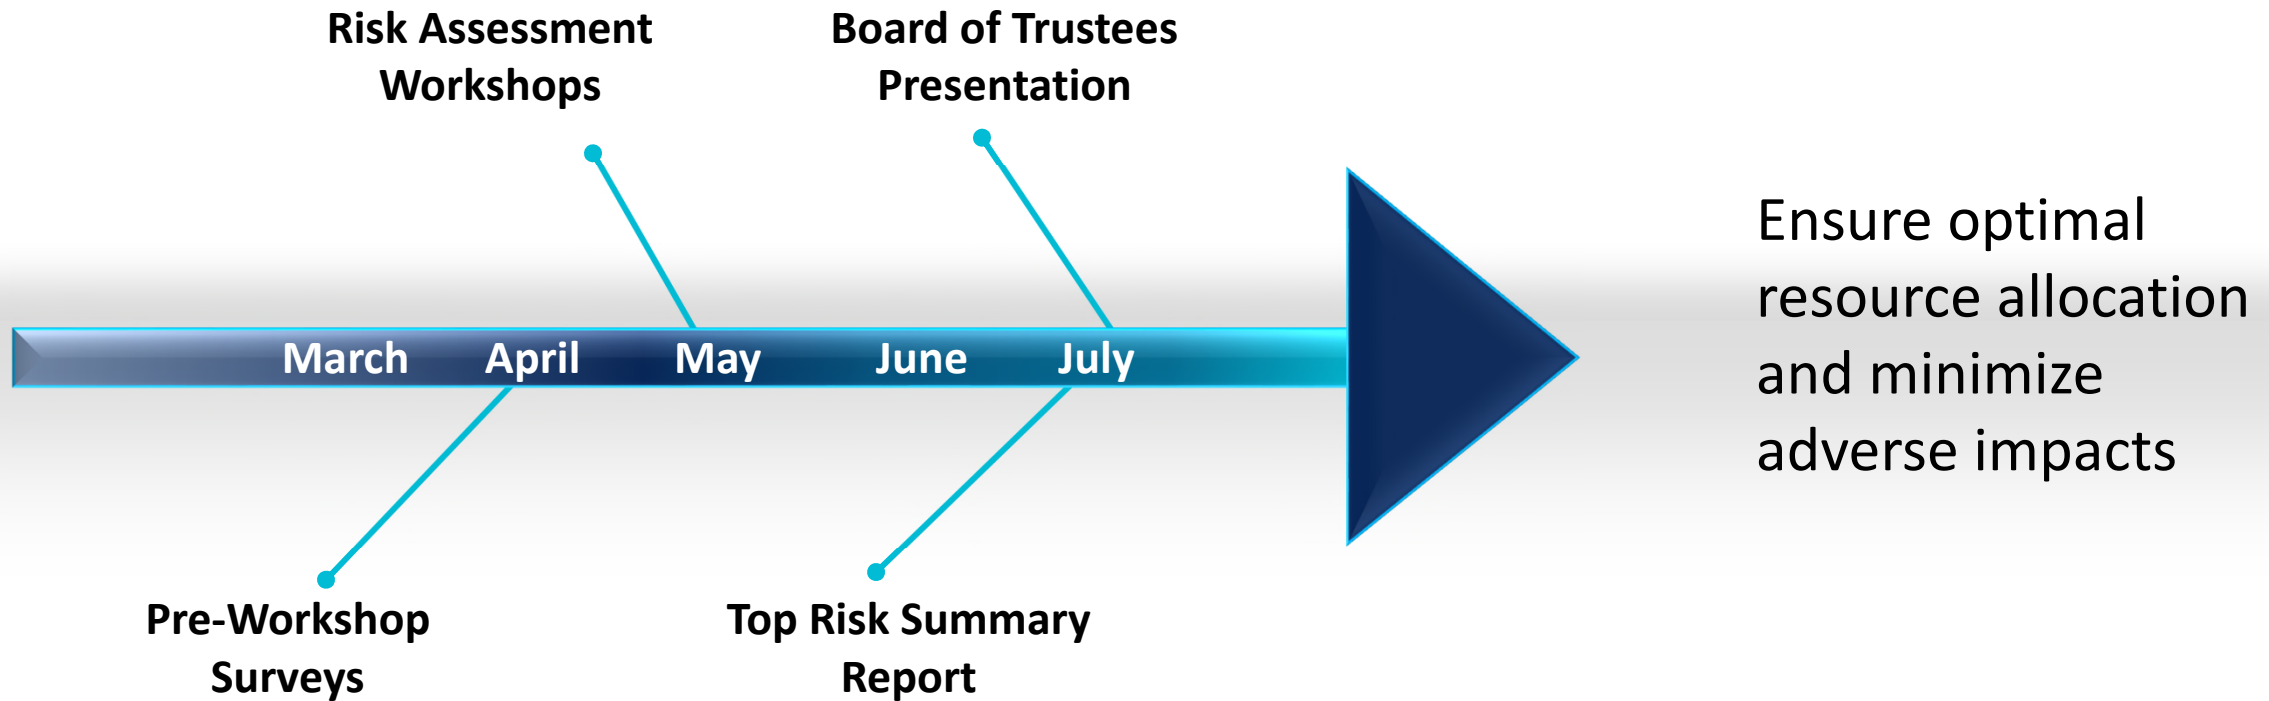 Risk Assessment
Workshops
Board of Trustees
Presentation
Ensure optimal
resource allocation
and minimize
adverse impacts
March April May June July
Pre-Workshop
Surveys
Top Risk Summary
Report